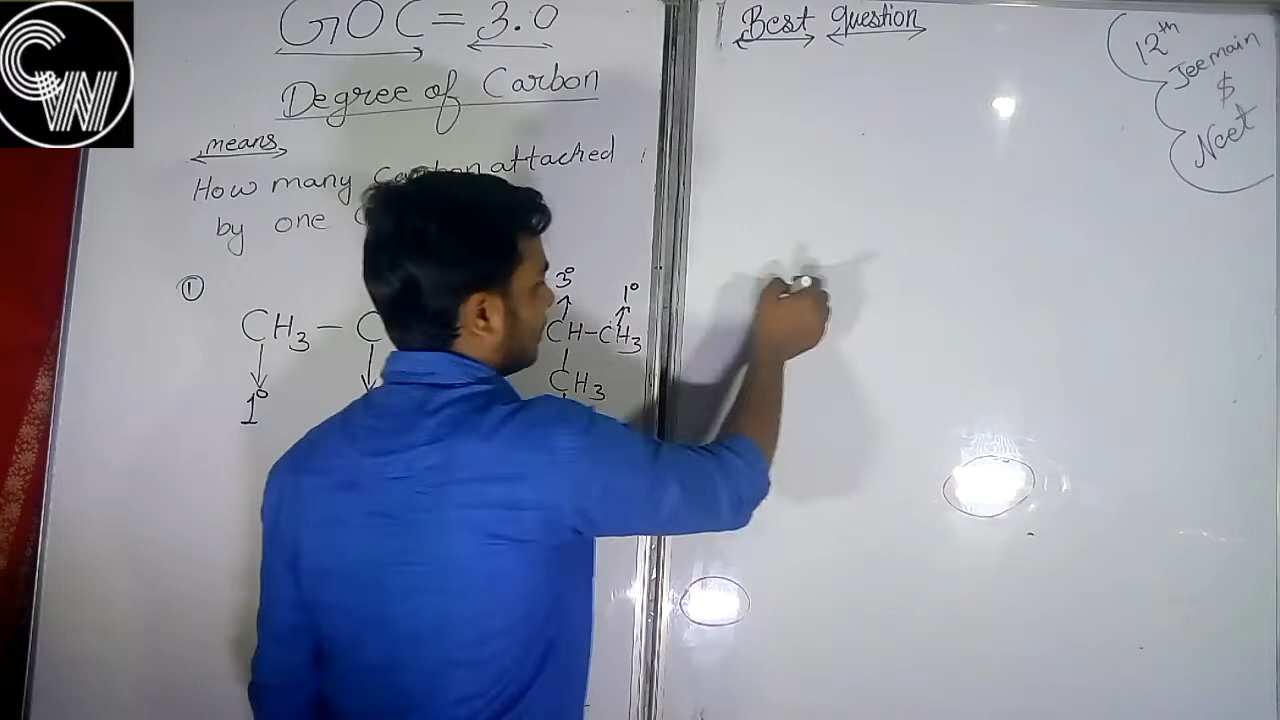 CW
GOC = 3.0
Degree of Carbon
means
How many Carbon attached
by one
①
3° 1°
CH3 – C CH–CH3
CH3
1°
Best question
12th
Jee main
$
Neet